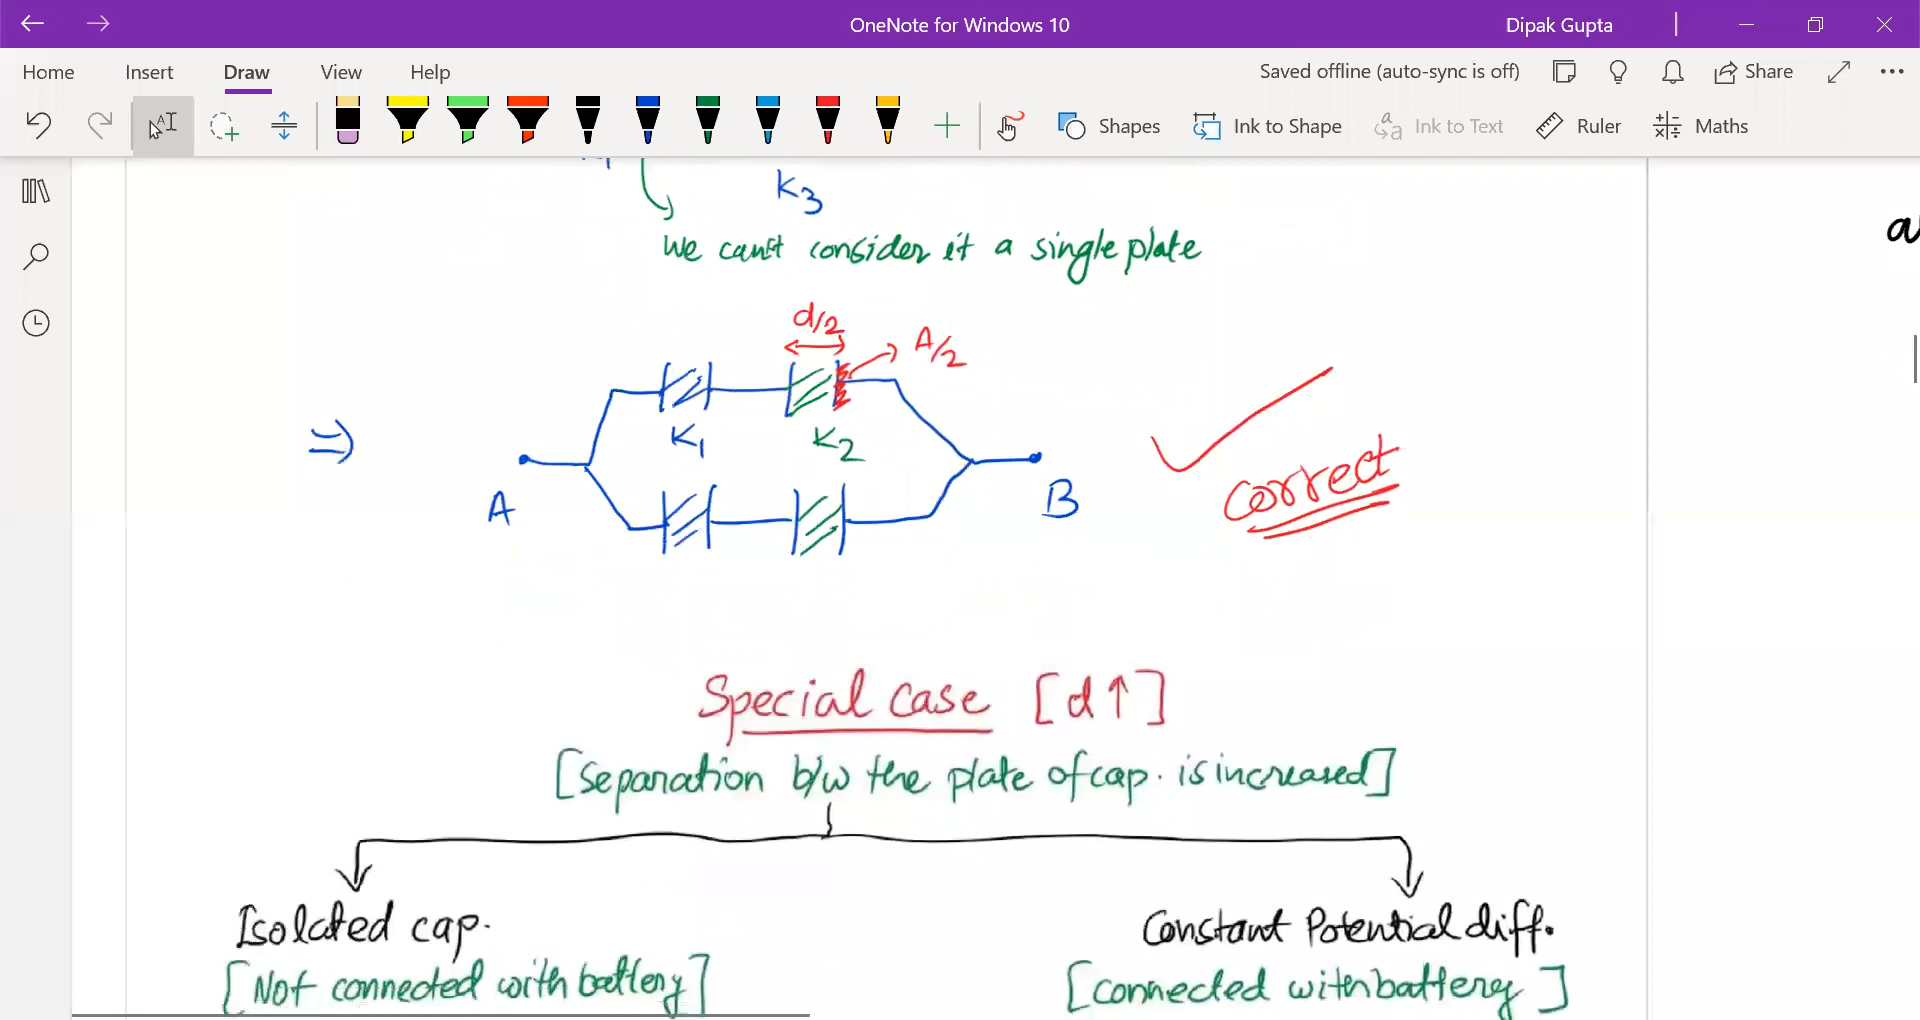 OneNote for Windows 10
Dipak Gupta
Home Insert Draw View Help
Saved offline (auto-sync is off)
Share
Shapes
Ink to Shape
Ink to Text
Ruler
Maths
K3
We can't consider it a single plate
d/2
A/2
K1
K2
A
B
correct
Special case [d↑]
[Separation b/w the plate of cap. is increased]
Isolated cap.
Constant Potential diff.
[Not connected with battery]
[connected with battery]